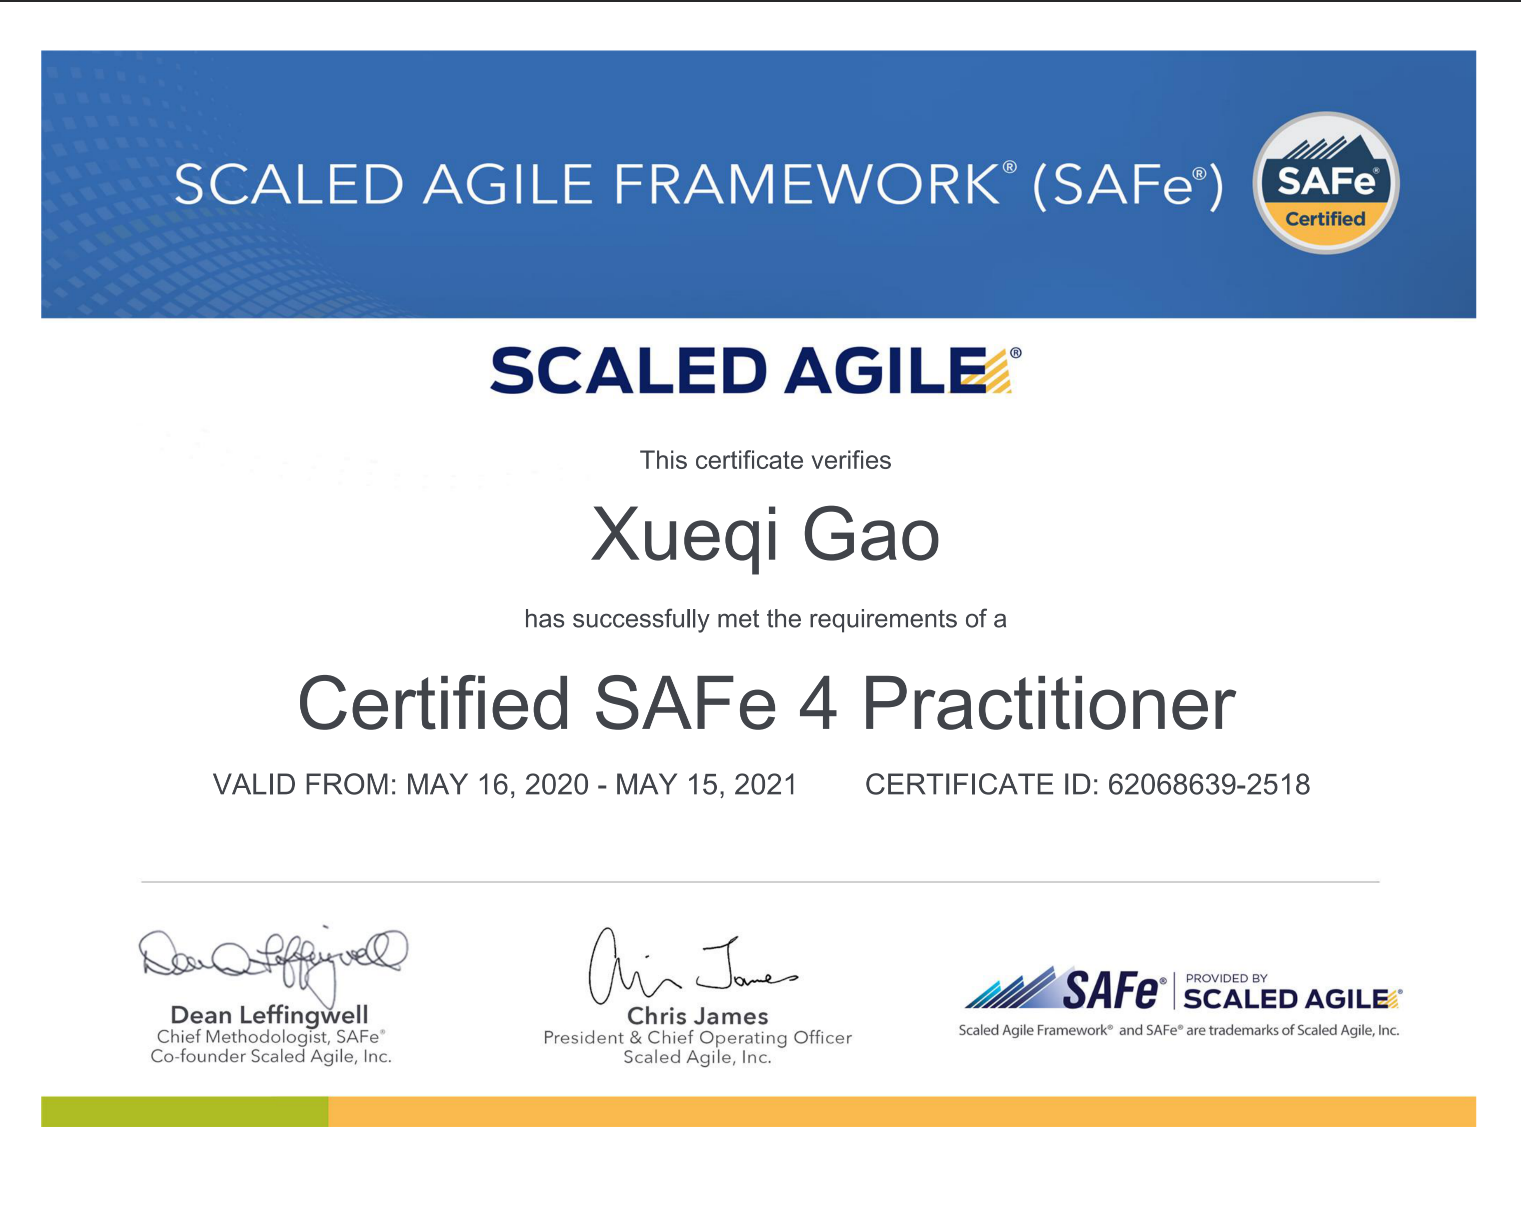 SCALED AGILE FRAMEWORK® (SAFe®)
SAFe®
Certified
SCALED AGILE®
This certificate verifies
Xueqi Gao
has successfully met the requirements of a
Certified SAFe 4 Practitioner
VALID FROM: MAY 16, 2020 - MAY 15, 2021 CERTIFICATE ID: 62068639-2518
Dean Leffingwell
Dean Leffingwell
Chief Methodologist, SAFe®
Co-founder Scaled Agile, Inc.
Chris James
Chris James
President & Chief Operating Officer
Scaled Agile, Inc.
SAFe® PROVIDED BY
SCALED AGILE®
Scaled Agile Framework® and SAFe® are trademarks of Scaled Agile, Inc.